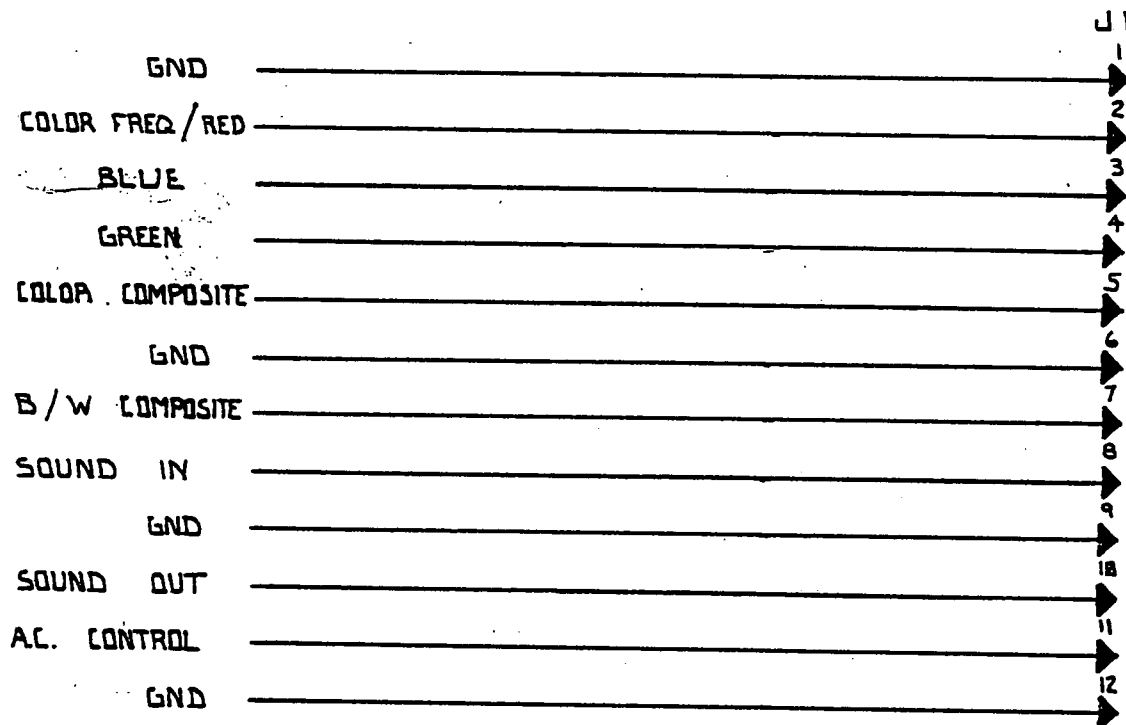 J1
GND 1
COLOR FREQ/RED 2
BLUE 3
GREEN 4
COLOR COMPOSITE 5
GND 6
B/W COMPOSITE 7
SOUND IN 8
GND 9
SOUND OUT 10
A.C. CONTROL 11
GND 12